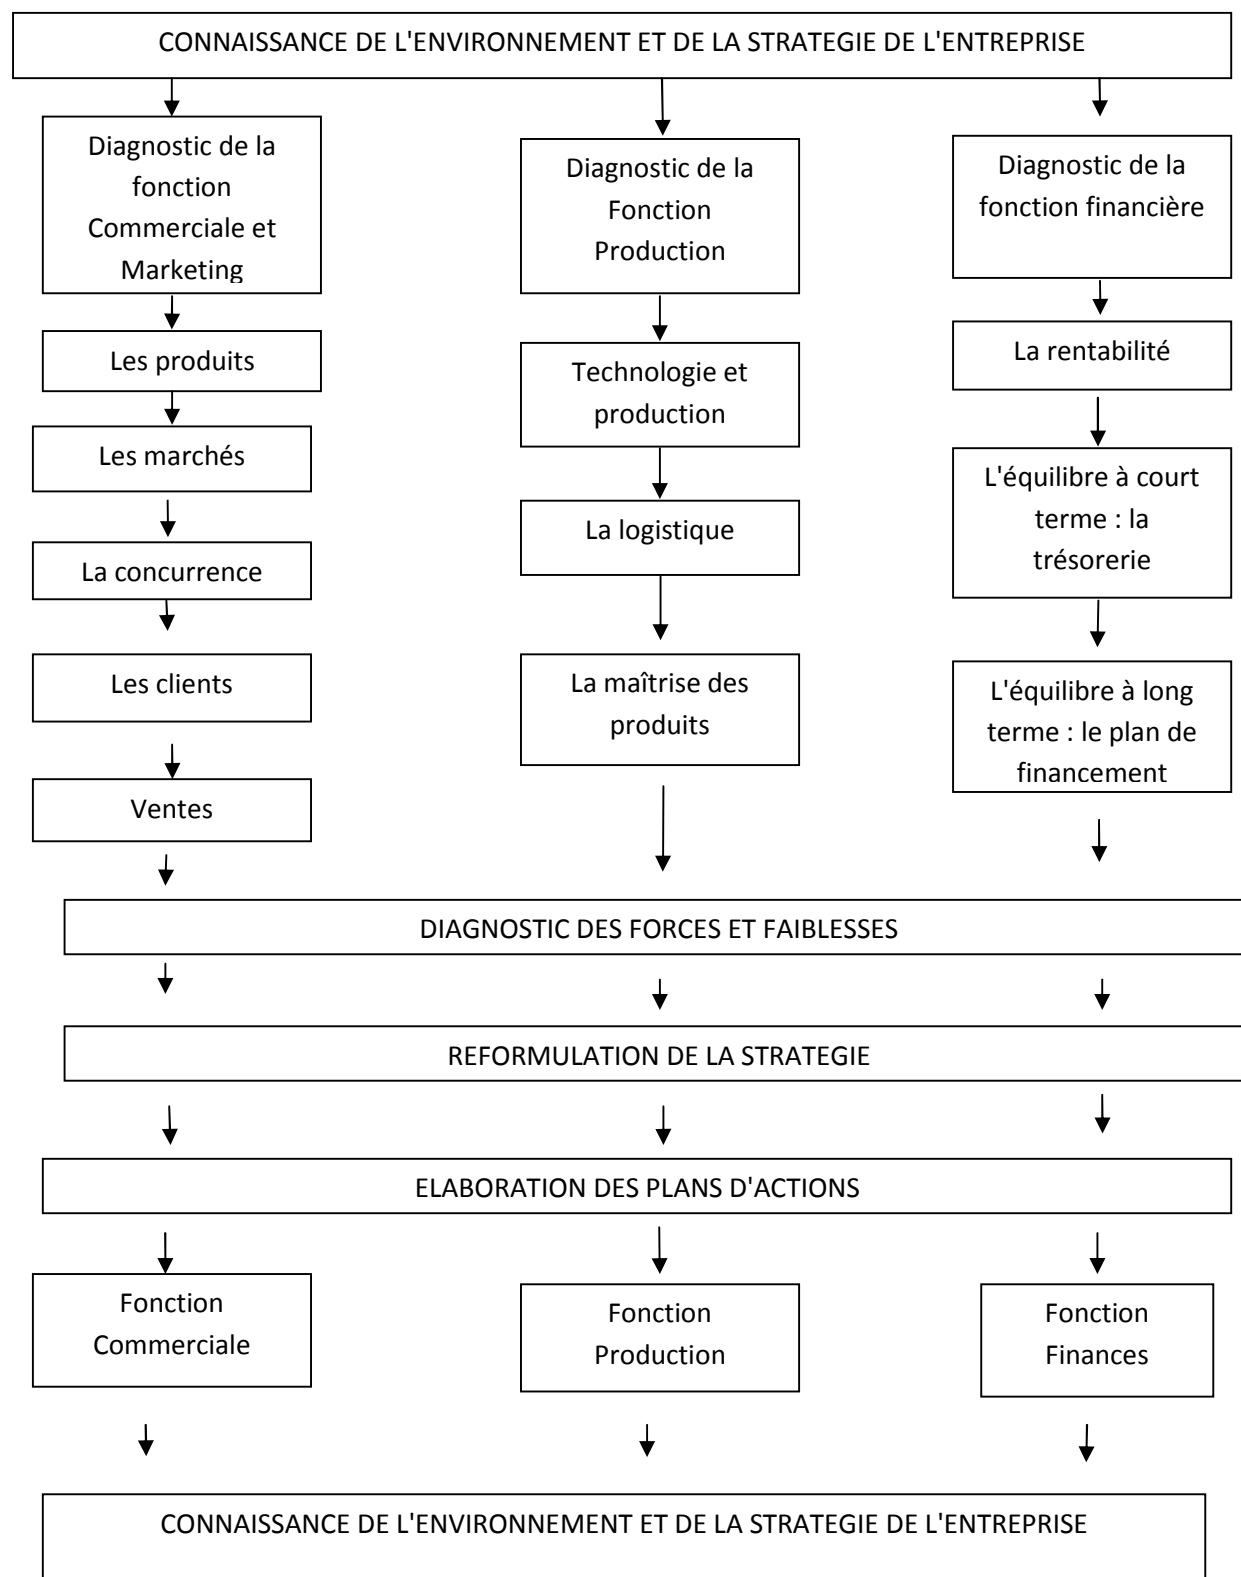 CONNAISSANCE DE L'ENVIRONNEMENT ET DE LA STRATEGIE DE L'ENTREPRISE
Diagnostic de la
fonction
Commerciale et
Marketing
Les produits
Les marchés
La concurrence
Les clients
Ventes
Diagnostic de la
Fonction
Production
Technologie et
production
La logistique
La maîtrise des
produits
Diagnostic de la
fonction financière
La rentabilité
L'équilibre à court
terme : la
trésorerie
L'équilibre à long
terme : le plan de
financement
DIAGNOSTIC DES FORCES ET FAIBLESSES
REFORMULATION DE LA STRATEGIE
ELABORATION DES PLANS D'ACTIONS
Fonction
Commerciale
Fonction
Production
Fonction
Finances
CONNAISSANCE DE L'ENVIRONNEMENT ET DE LA STRATEGIE DE L'ENTREPRISE